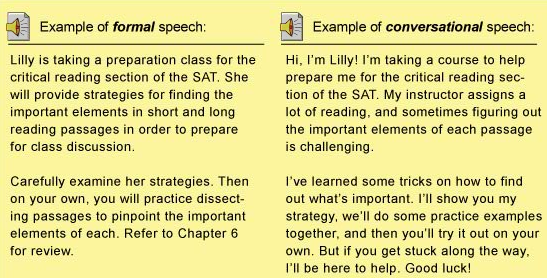 Example of formal speech:
Lilly is taking a preparation class for the
critical reading section of the SAT. She
will provide strategies for finding the
important elements in short and long
reading passages in order to prepare
for class discussion.
Carefully examine her strategies. Then
on your own, you will practice dissect-
ing passages to pinpoint the important
elements of each. Refer to Chapter 6
for review.
Example of conversational speech:
Hi, I'm Lilly! I'm taking a course to help
prepare me for the critical reading sec-
tion of the SAT. My instructor assigns a
lot of reading, and sometimes figuring out
the important elements of each passage
is challenging.
I've learned some tricks on how to find
out what's important. I'll show you my
strategy, we'll do some practice examples
together, and then you'll try it out on your
own. But if you get stuck along the way,
I'll be here to help. Good luck!